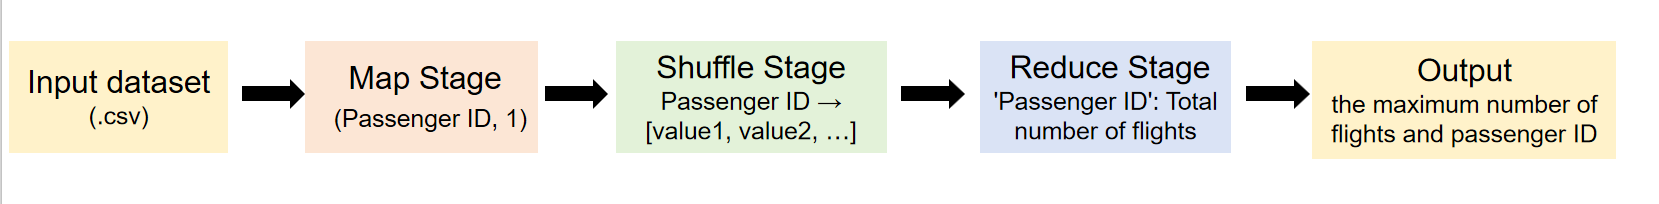 Input dataset
(.csv)
Map Stage
(Passenger ID, 1)
Shuffle Stage
Passenger ID →
[value1, value2, …]
Reduce Stage
'Passenger ID': Total
number of flights
Output
the maximum number of
flights and passenger ID